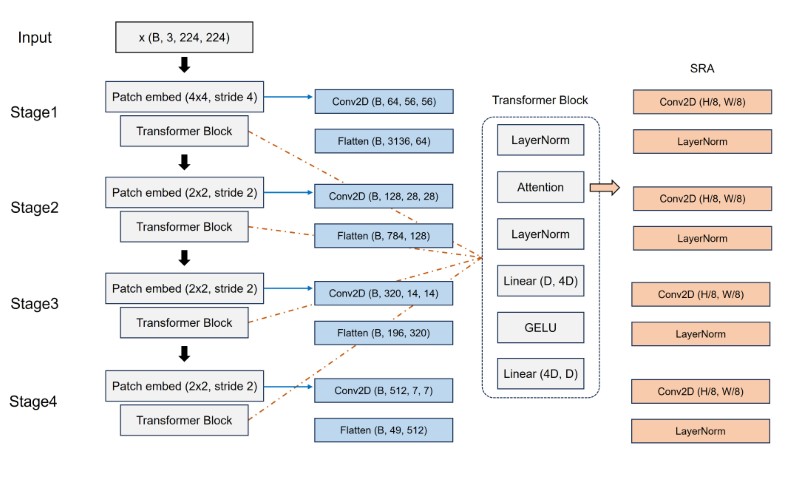 Input
x (B, 3, 224, 224)
Stage1
Patch embed (4x4, stride 4)
Transformer Block
Conv2D (B, 64, 56, 56)
Flatten (B, 3136, 64)
Stage2
Patch embed (2x2, stride 2)
Transformer Block
Conv2D (B, 128, 28, 28)
Flatten (B, 784, 128)
Stage3
Patch embed (2x2, stride 2)
Transformer Block
Conv2D (B, 320, 14, 14)
Flatten (B, 196, 320)
Stage4
Patch embed (2x2, stride 2)
Transformer Block
Conv2D (B, 512, 7, 7)
Flatten (B, 49, 512)
Transformer Block
LayerNorm
Attention
LayerNorm
Linear (D, 4D)
GELU
Linear (4D, D)
SRA
Conv2D (H/8, W/8)
LayerNorm
Conv2D (H/8, W/8)
LayerNorm
Conv2D (H/8, W/8)
LayerNorm
Conv2D (H/8, W/8)
LayerNorm